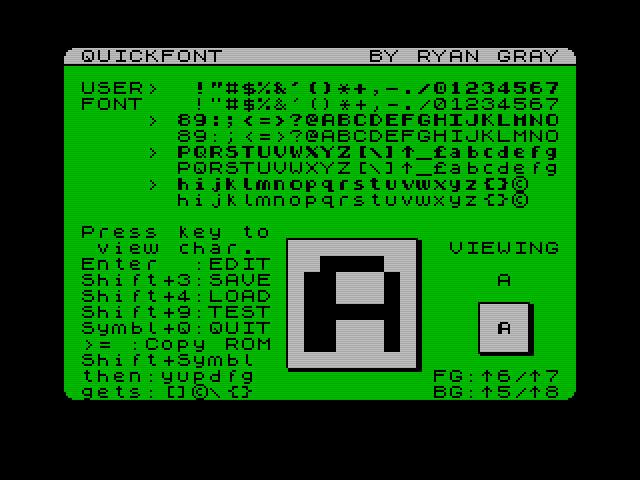 QUICKFONT BY RYAN GRAY
USER> !"#$%&'()*+,-./01234567
FONT !"#$%&'()*+,-./01234567
> 89:;<=>?@ABCDEFGHIJKLMNO
89:;<=>?@ABCDEFGHIJKLMNO
> PQRSTUVWXYZ[\]↑_£abcdefg
PQRSTUVWXYZ[\]↑_£abcdefg
> hijklmnopqrstuvwxyz{}©
hijklmnopqrstuvwxyz{}©
Press key to
view char.
Enter :EDIT
Shift+3:SAVE
Shift+4:LOAD
Shift+9:TEST
Symbl+Q:QUIT
>= :Copy ROM
Shift+Symbl
then:yupdfg
gets:[]©\{}
A
VIEWING
A
A
FG:↑6/↑7
BG:↑5/↑8